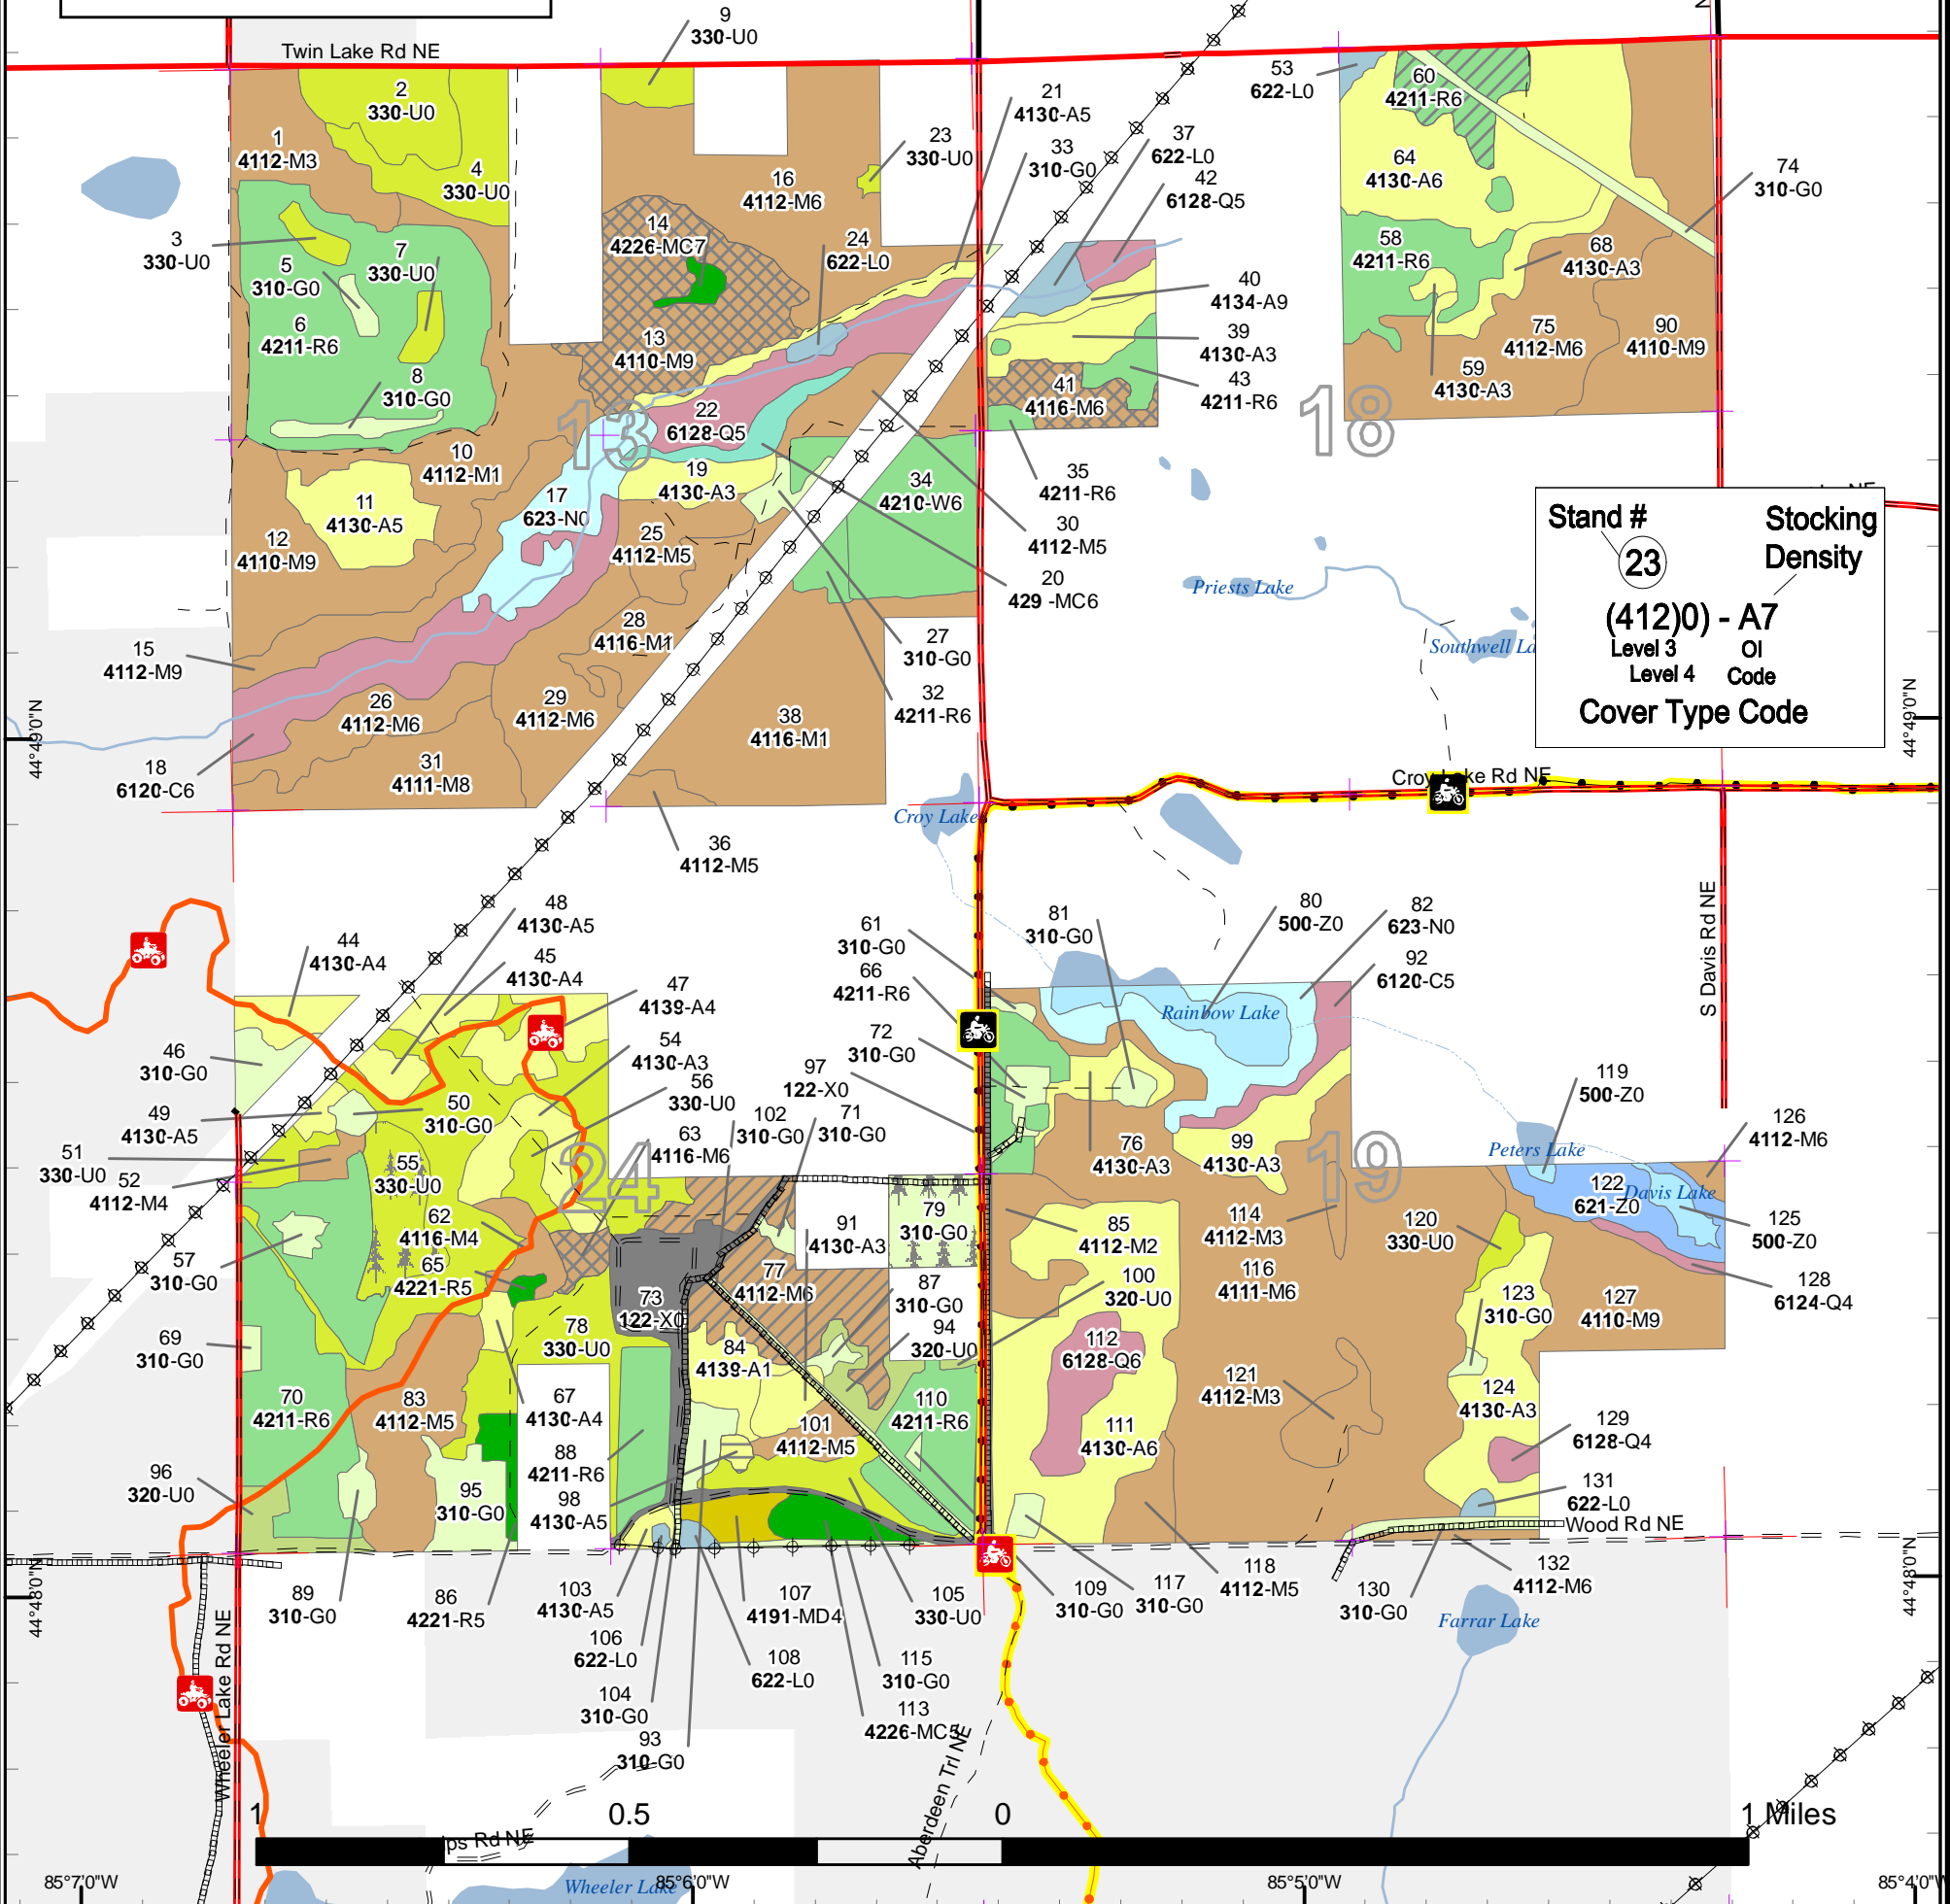 9
330-U0
Twin Lake Rd NE
2
330-U0
1
4112-M3
4
330-U0
3
330-U0
5
310-G0
7
330-U0
6
4211-R6
8
310-G0
16
4112-M6
23
330-U0
21
4130-A5
33
310-G0
37
622-L0
42
6128-Q5
53
622-L0
60
4211-R6
64
4130-A6
74
310-G0
14
4226-MC7
24
622-L0
58
4211-R6
68
4130-A3
40
4134-A9
39
4130-A3
43
4211-R6
13
4110-M9
75
4112-M6
90
4110-M9
59
4130-A3
41
4116-M6
22
6128-Q5
13
18
10
4112-M1
11
4130-A5
12
4110-M9
17
623-N0
19
4130-A3
34
4210-W6
35
4211-R6
30
4112-M5
25
4112-M5
20
429 -MC6
28
4116-M1
27
310-G0
32
4211-R6
15
4112-M9
26
4112-M6
29
4112-M6
38
4116-M1
18
6120-C6
31
4111-M8
36
4112-M5
Priests Lake
Southwell La
Stand #
Stocking
Density
23
(412)0) - A7
Level 3
OI
Level 4
Code
Cover Type Code
44°49'0"N
44°49'0"N
Croy Lake Rd NE
Croy Lake
S Davis Rd NE
48
4130-A5
44
4130-A4
45
4130-A4
47
4139-A4
46
310-G0
54
4130-A3
56
330-U0
49
4130-A5
50
310-G0
51
330-U0
52
4112-M4
55
330-U0
63
4116-M6
24
62
4116-M4
57
310-G0
65
4221-R5
61
310-G0
66
4211-R6
72
310-G0
97
122-X0
102
310-G0
71
310-G0
81
310-G0
80
500-Z0
82
623-N0
92
6120-C5
Rainbow Lake
119
500-Z0
126
4112-M6
Peters Lake
76
4130-A3
99
4130-A3
19
122
621-Z0
Davis Lake
125
500-Z0
128
6124-Q4
79
310-G0
91
4130-A3
85
4112-M2
114
4112-M3
120
330-U0
77
4112-M6
87
310-G0
100
320-U0
116
4111-M6
123
310-G0
127
4110-M9
73
122-X0
78
330-U0
69
310-G0
84
4139-A1
94
320-U0
112
6128-Q6
121
4112-M3
124
4130-A3
70
4211-R6
83
4112-M5
67
4130-A4
101
4112-M5
110
4211-R6
111
4130-A6
129
6128-Q4
88
4211-R6
96
320-U0
95
310-G0
98
4130-A5
131
622-L0
Wood Rd NE
89
310-G0
86
4221-R5
103
4130-A5
107
4191-MD4
105
330-U0
109
310-G0
117
310-G0
118
4112-M5
130
310-G0
132
4112-M6
44°48'0"N
44°48'0"N
106
622-L0
108
622-L0
115
310-G0
104
310-G0
113
4226-MC5
93
310-G0
Farrar Lake
Wheeler Lake Rd NE
Aberdeen Trl NE
1
0.5
0
1 Miles
ps Rd NE
Wheeler Lake
85°7'0"W
85°6'0"W
85°5'0"W
85°4'0"W